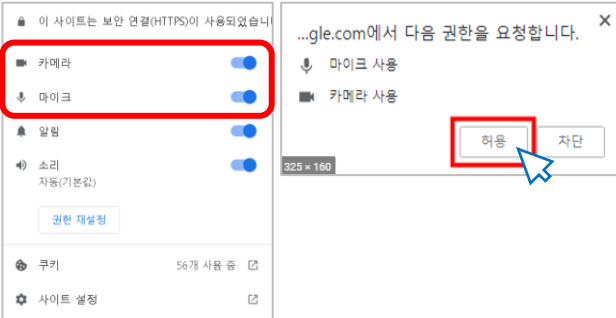 이 사이트는 보안 연결(HTTPS)이 사용되었습니
카메라
마이크
알림
소리
자동(기본값)
권한 재설정
쿠키 56개 사용 중
사이트 설정
...gle.com에서 다음 권한을 요청합니다.
마이크 사용
카메라 사용
허용 차단
325 × 160